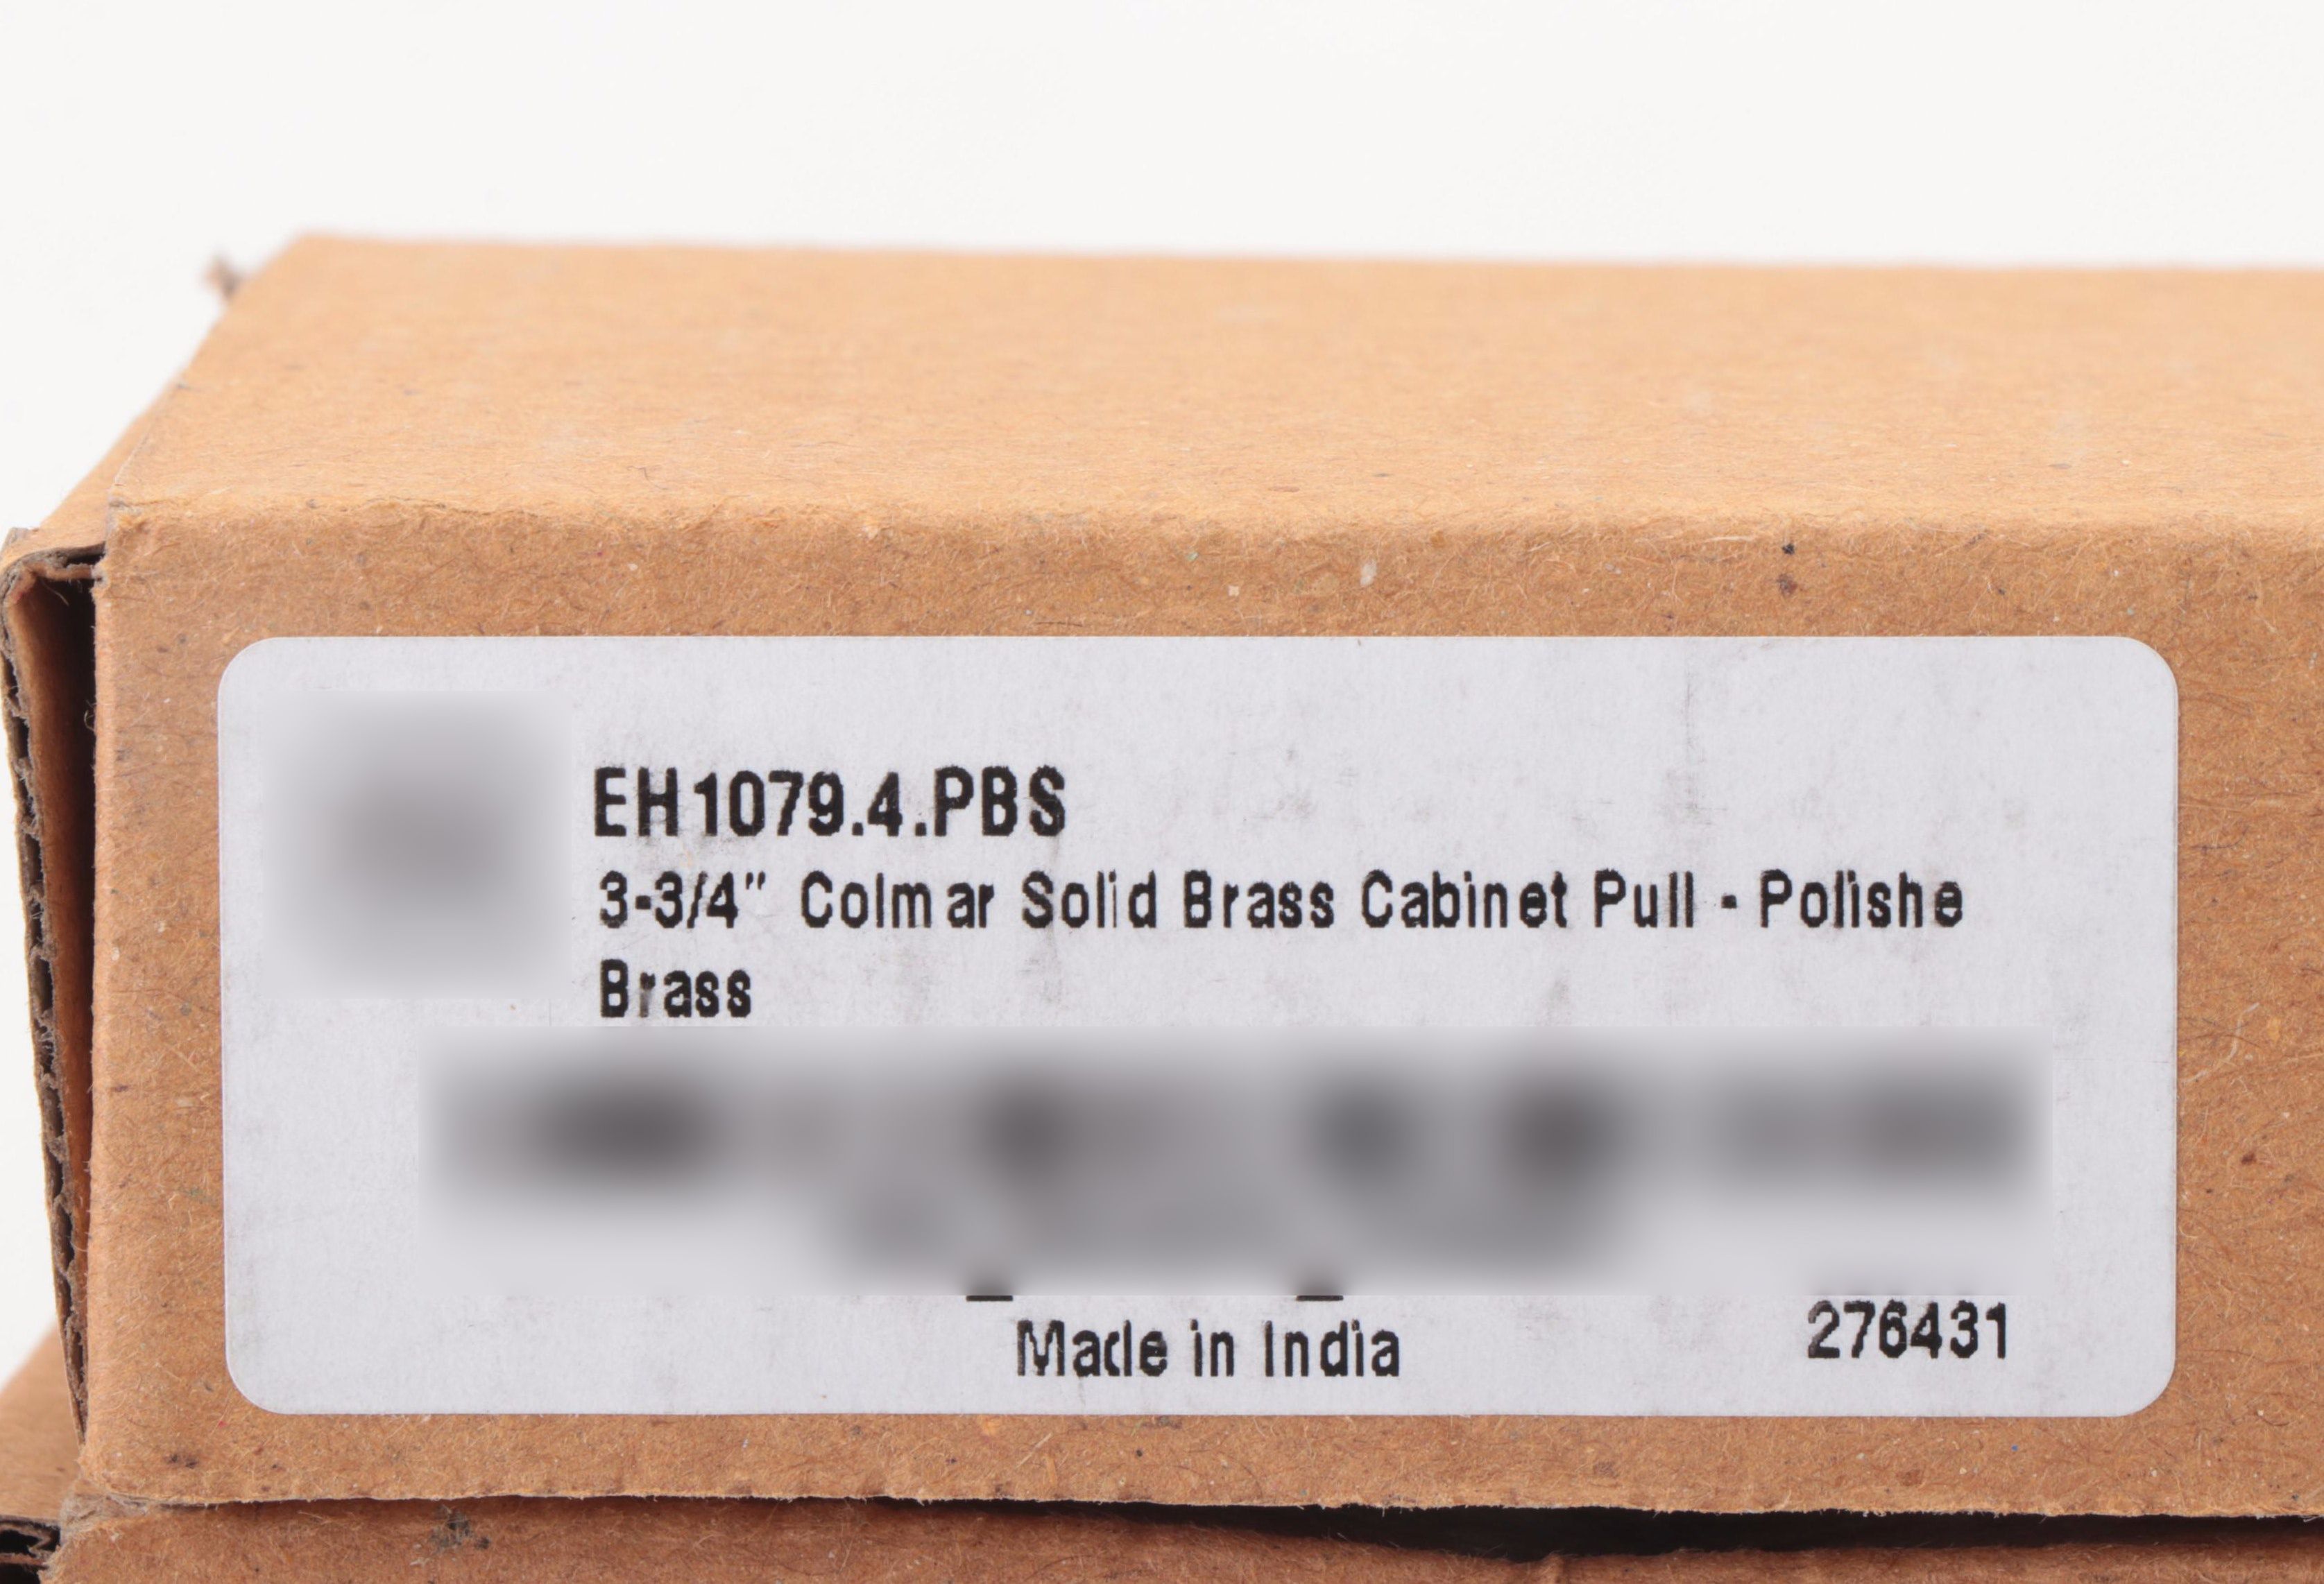 EH1079.4.PBS
3-3/4" Colmar Solid Brass Cabinet Pull - Polishe
Brass
276431
Made in India